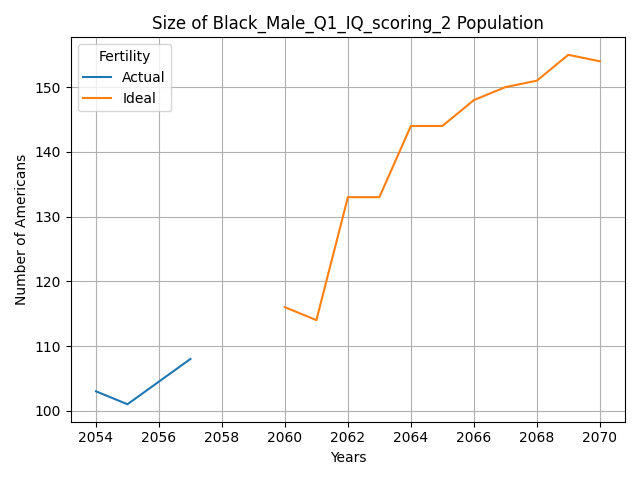 Size of Black_Male_Q1_IQ_scoring_2 Population
Fertility
Actual
Ideal
Number of Americans
150
140
130
120
110
100
2054 2056 2058 2060 2062 2064 2066 2068 2070
Years